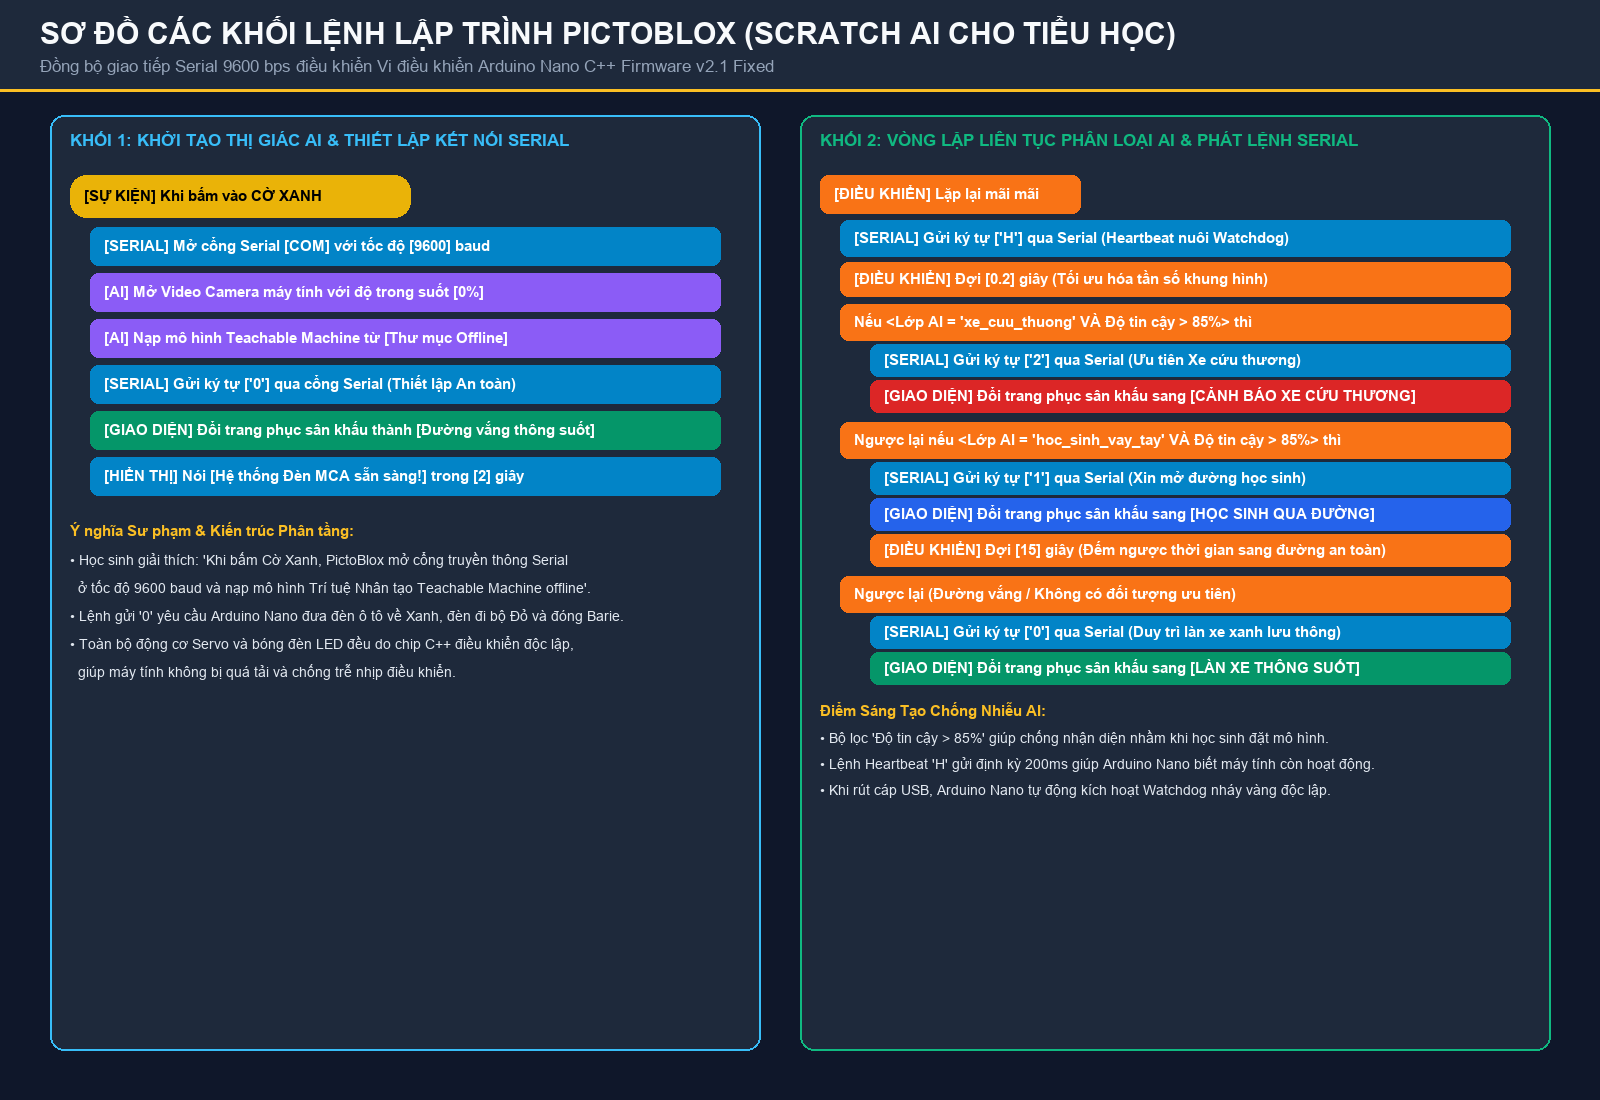 SƠ ĐỒ CÁC KHỐI LỆNH LẬP TRÌNH PICTOBLOX (SCRATCH AI CHO TIỂU HỌC)
Đồng bộ giao tiếp Serial 9600 bps điều khiển Vi điều khiển Arduino Nano C++ Firmware v2.1 Fixed
KHỐI 1: KHỞI TẠO THỊ GIÁC AI & THIẾT LẬP KẾT NỐI SERIAL
[SỰ KIỆN] Khi bấm vào CỜ XANH
[SERIAL] Mở cổng Serial [COM] với tốc độ [9600] baud
[AI] Mở Video Camera máy tính với độ trong suốt [0%]
[AI] Nạp mô hình Teachable Machine từ [Thư mục Offline]
[SERIAL] Gửi ký tự ['0'] qua cổng Serial (Thiết lập An toàn)
[GIAO DIỆN] Đổi trang phục sân khấu thành [Đường vắng thông suốt]
[HIỂN THỊ] Nói [Hệ thống Đèn MCA sẵn sàng!] trong [2] giây
Ý nghĩa Sư phạm & Kiến trúc Phân tầng:
• Học sinh giải thích: 'Khi bấm Cờ Xanh, PictoBlox mở cổng truyền thông Serial
ở tốc độ 9600 baud và nạp mô hình Trí tuệ Nhân tạo Teachable Machine offline'.
• Lệnh gửi '0' yêu cầu Arduino Nano đưa đèn ô tô về Xanh, đèn đi bộ Đỏ và đóng Barie.
• Toàn bộ động cơ Servo và bóng đèn LED đều do chip C++ điều khiển độc lập,
giúp máy tính không bị quá tải và chống trễ nhịp điều khiển.
KHỐI 2: VÒNG LẶP LIÊN TỤC PHÂN LOẠI AI & PHÁT LỆNH SERIAL
[ĐIỀU KHIỂN] Lặp lại mãi mãi
[SERIAL] Gửi ký tự ['H'] qua Serial (Heartbeat nuôi Watchdog)
[ĐIỀU KHIỂN] Đợi [0.2] giây (Tối ưu hóa tần số khung hình)
Nếu <Lớp AI = 'xe_cuu_thuong' VÀ Độ tin cậy > 85%> thì
[SERIAL] Gửi ký tự ['2'] qua Serial (Ưu tiên Xe cứu thương)
[GIAO DIỆN] Đổi trang phục sân khấu sang [CẢNH BÁO XE CỨU THƯƠNG]
Ngược lại nếu <Lớp AI = 'hoc_sinh_vay_tay' VÀ Độ tin cậy > 85%> thì
[SERIAL] Gửi ký tự ['1'] qua Serial (Xin mở đường học sinh)
[GIAO DIỆN] Đổi trang phục sân khấu sang [HỌC SINH QUA ĐƯỜNG]
[ĐIỀU KHIỂN] Đợi [15] giây (Đếm ngược thời gian sang đường an toàn)
Ngược lại (Đường vắng / Không có đối tượng ưu tiên)
[SERIAL] Gửi ký tự ['0'] qua Serial (Duy trì làn xe xanh lưu thông)
[GIAO DIỆN] Đổi trang phục sân khấu sang [LÀN XE THÔNG SUỐT]
Điểm Sáng Tạo Chống Nhiễu AI:
• Bộ lọc 'Độ tin cậy > 85%' giúp chống nhận diện nhầm khi học sinh đặt mô hình.
• Lệnh Heartbeat 'H' gửi định kỳ 200ms giúp Arduino Nano biết máy tính còn hoạt động.
• Khi rút cáp USB, Arduino Nano tự động kích hoạt Watchdog nháy vàng độc lập.